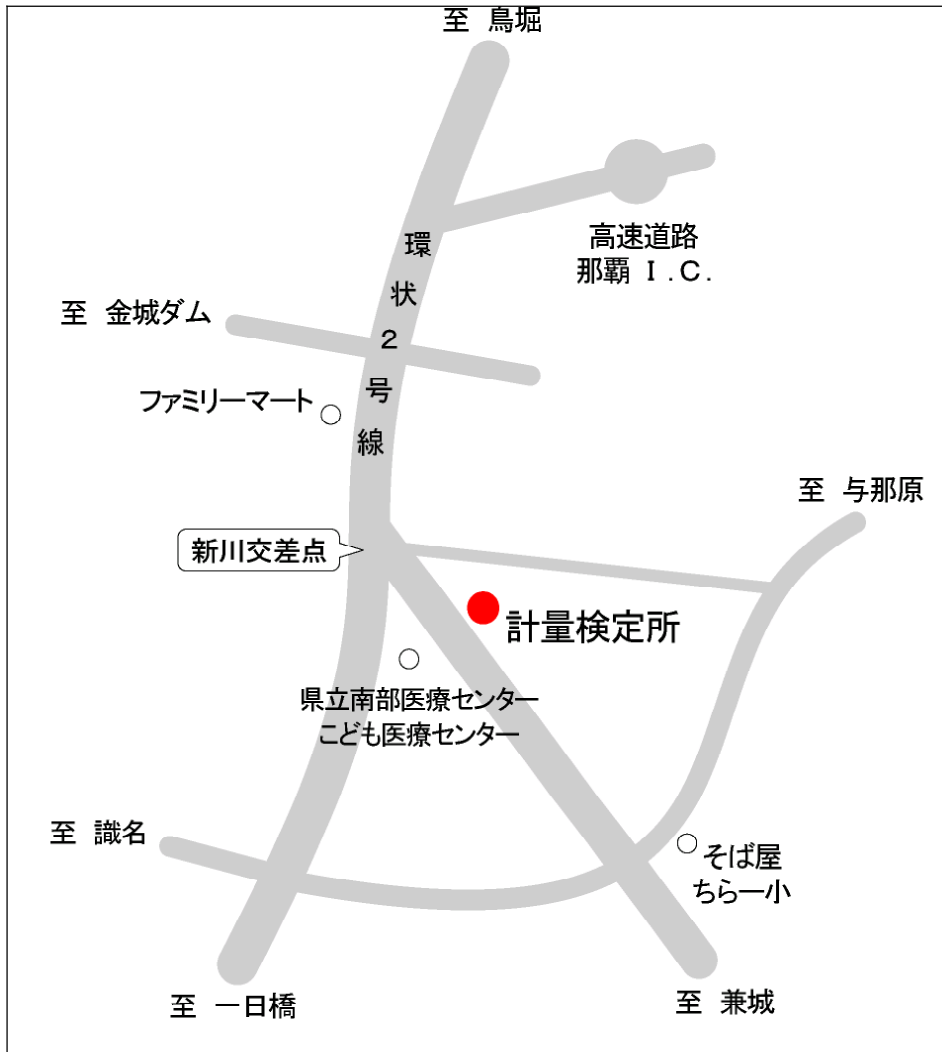 至　鳥堀
高速道路
那覇 Ｉ.Ｃ.
環状２号線
至　金城ダム
ファミリーマート
至　与那原
新川交差点
計量検定所
県立南部医療センター
こども医療センター
至　識名
そば屋
ちらー小
至　一日橋
至　兼城